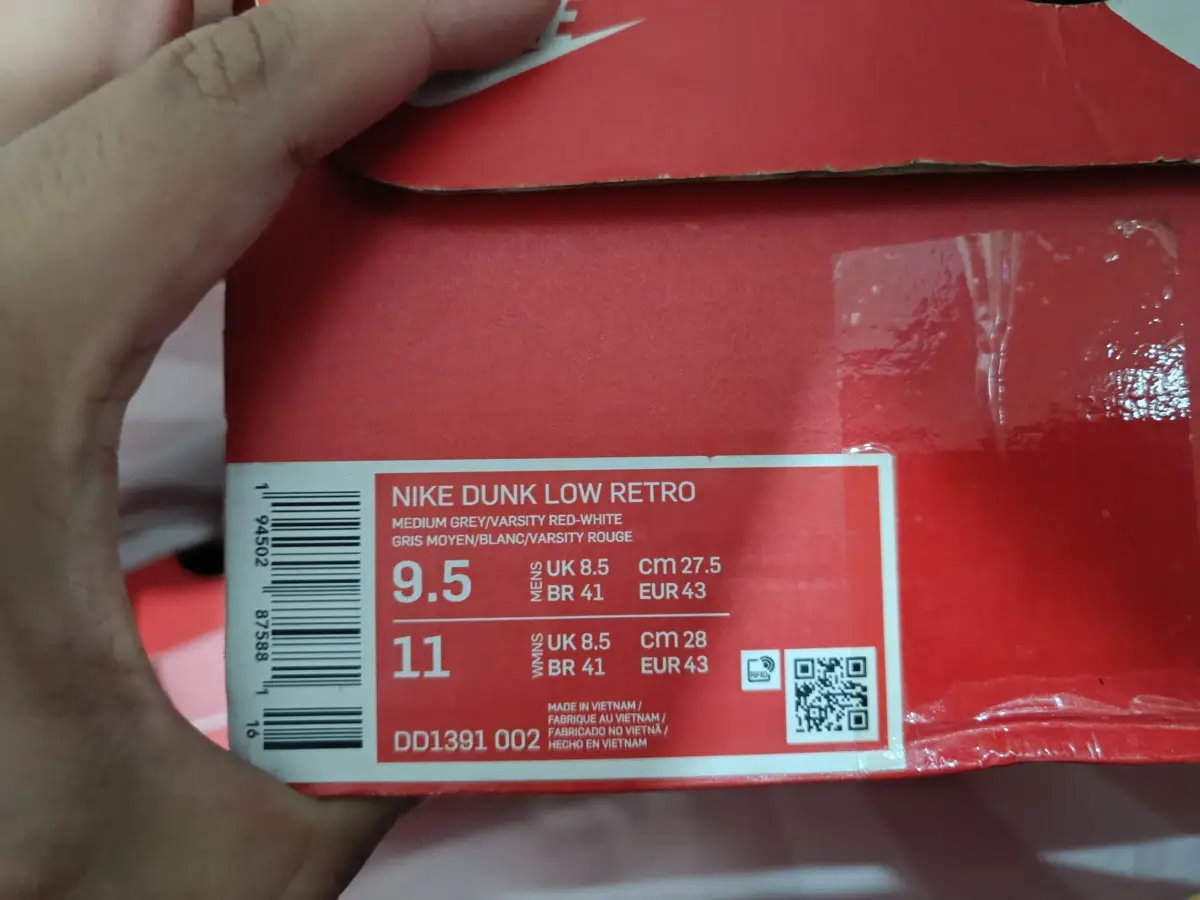 NIKE DUNK LOW RETRO
MEDIUM GREY/VARSITY RED-WHITE
GRIS MOYEN/BLANC/VARSITY ROUGE
9.5 MENS UK 8.5 CM 27.5
BR 41 EUR 43
11 WMNS UK 8.5 CM 28
BR 41 EUR 43
MADE IN VIETNAM /
FABRIQUE AU VIETNAM /
FABRICADO NO VIETNÃ /
DD1391 002 HECHO EN VIETNAM
RFID
1 94502 87588 1 16